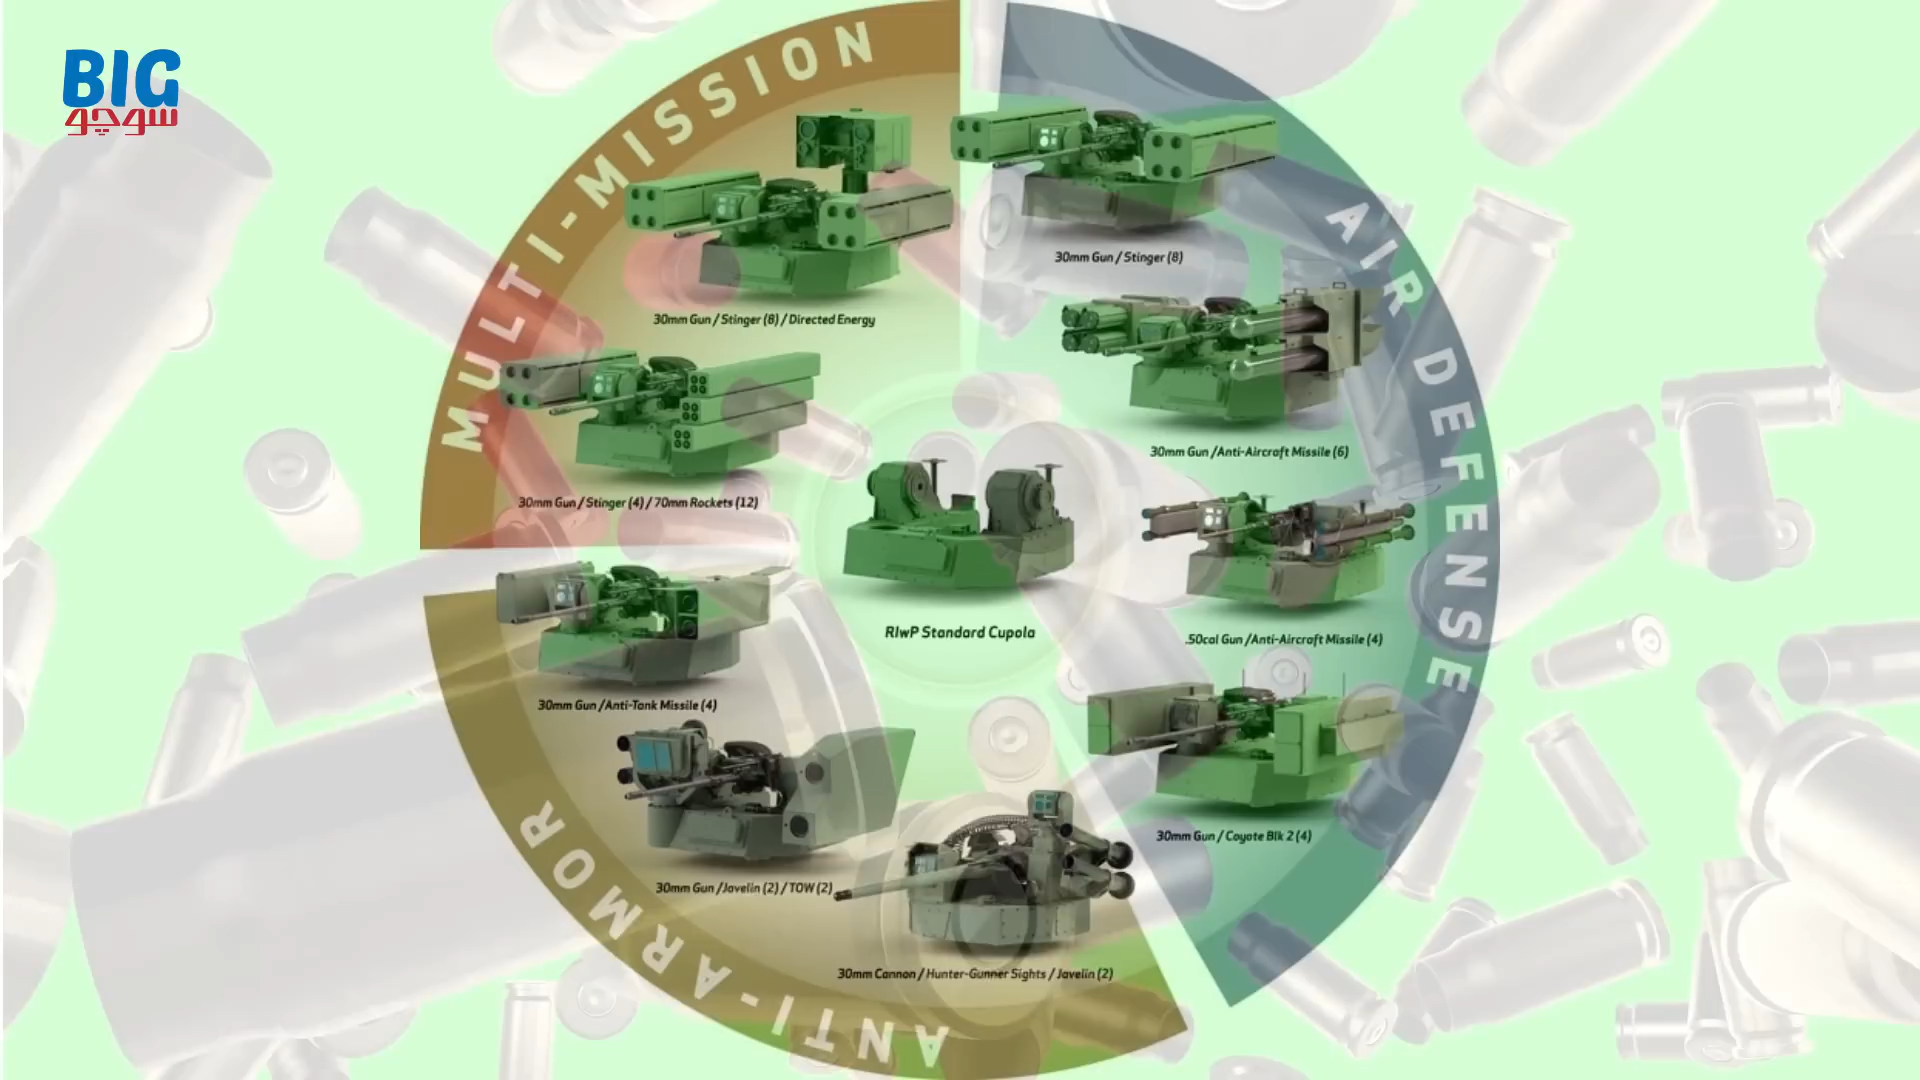 BIG
سوچو
MULTI-MISSION
AIR DEFENSE
30mm Gun / Stinger (8)
30mm Gun / Stinger (8) / Directed Energy
30mm Gun /Anti-Aircraft Missile (6)
30mm Gun / Stinger (4) / 70mm Rockets (12)
RIwP Standard Cupola
.50cal Gun /Anti-Aircraft Missile (4)
30mm Gun /Anti-Tank Missile (4)
30mm Gun / Coyote Blk 2 (4)
30mm Gun /Javelin (2) / TOW (2)
30mm Cannon / Hunter-Gunner Sights / Javelin (2)
ANTI-ARMOR